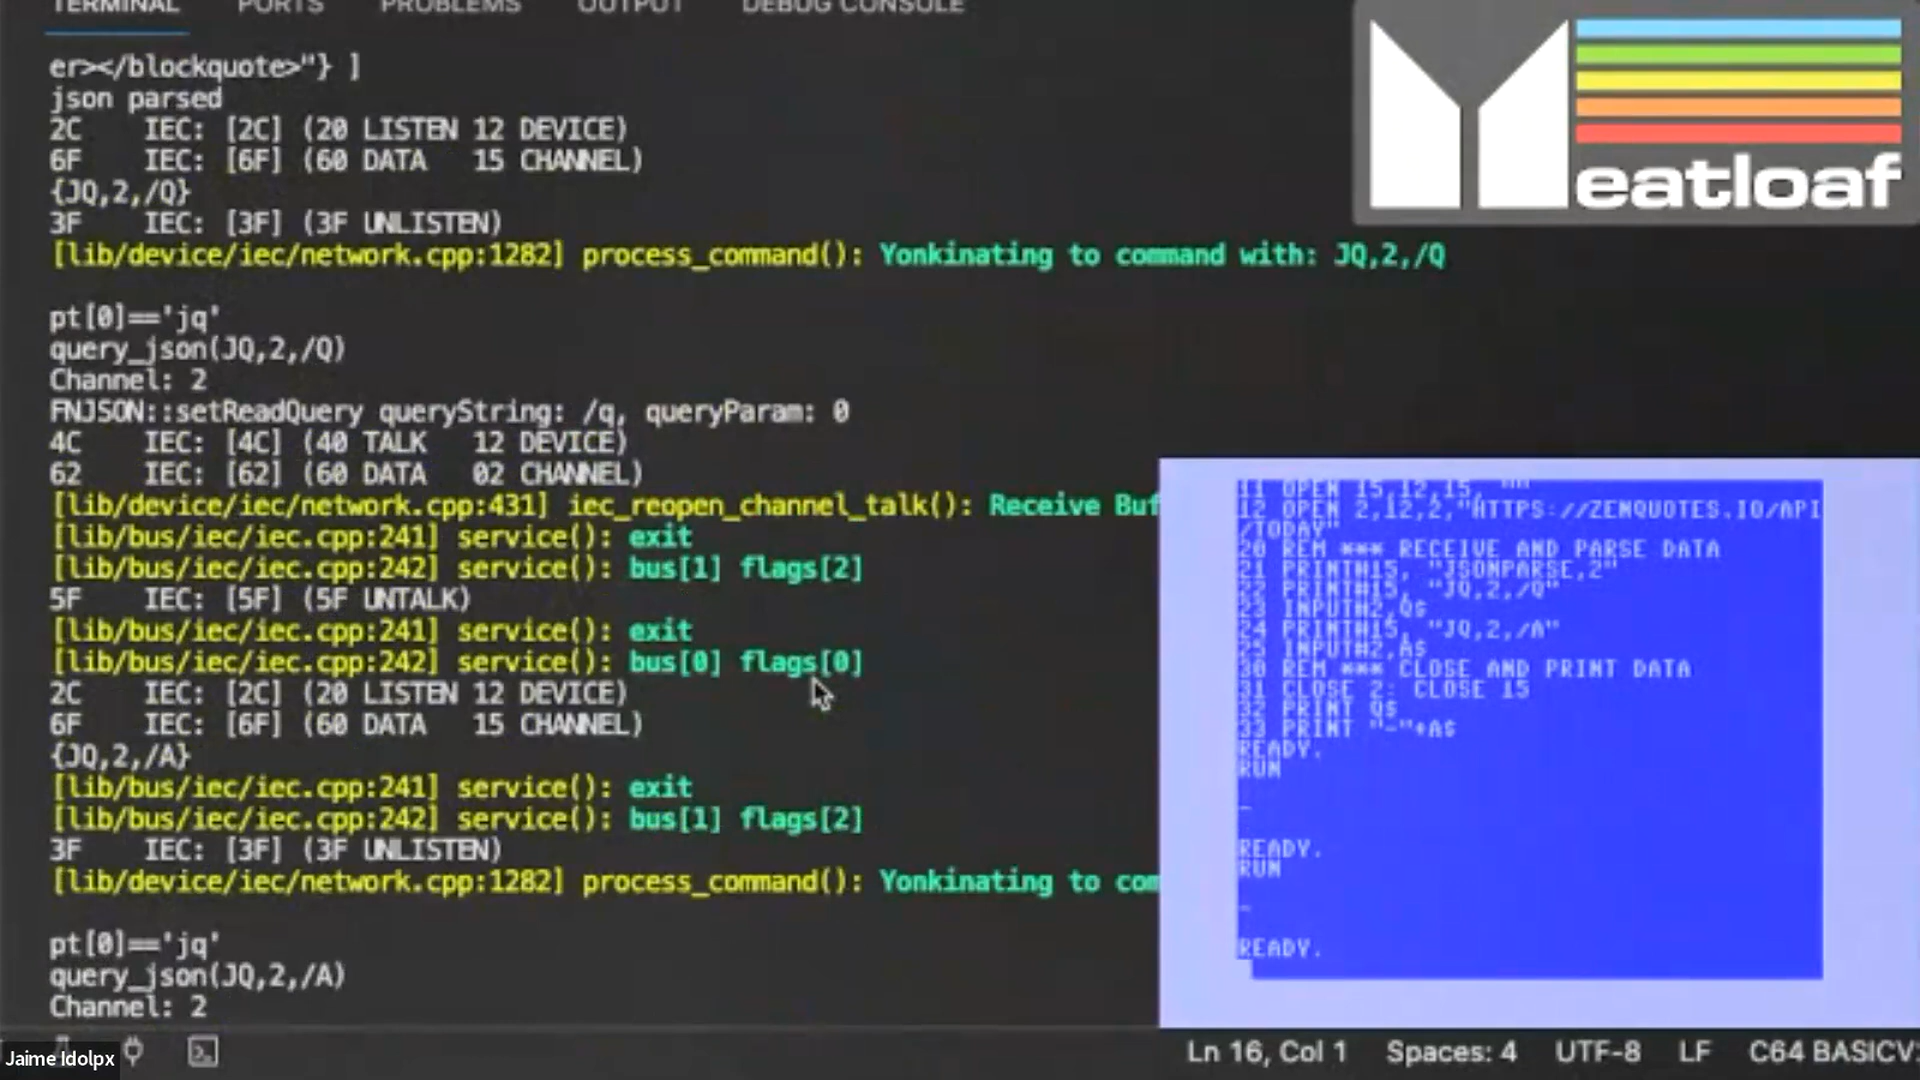 TERMINAL PORTS PROBLEMS OUTPUT DEBUG CONSOLE
er></blockquote>"} ]
json parsed
2C IEC: [2C] (20 LISTEN 12 DEVICE)
6F IEC: [6F] (60 DATA 15 CHANNEL)
{JQ,2,/Q}
3F IEC: [3F] (3F UNLISTEN)
[lib/device/iec/network.cpp:1282] process_command(): Yonkinating to command with: JQ,2,/Q
pt[0]=='jq'
query_json(JQ,2,/Q)
Channel: 2
FNJSON::setReadQuery queryString: /q, queryParam: 0
4C IEC: [4C] (40 TALK 12 DEVICE)
62 IEC: [62] (60 DATA 02 CHANNEL)
[lib/device/iec/network.cpp:431] iec_reopen_channel_talk(): Receive Buf
[lib/bus/iec/iec.cpp:241] service(): exit
[lib/bus/iec/iec.cpp:242] service(): bus[1] flags[2]
5F IEC: [5F] (5F UNTALK)
[lib/bus/iec/iec.cpp:241] service(): exit
[lib/bus/iec/iec.cpp:242] service(): bus[0] flags[0]
2C IEC: [2C] (20 LISTEN 12 DEVICE)
6F IEC: [6F] (60 DATA 15 CHANNEL)
{JQ,2,/A}
[lib/bus/iec/iec.cpp:241] service(): exit
[lib/bus/iec/iec.cpp:242] service(): bus[1] flags[2]
3F IEC: [3F] (3F UNLISTEN)
[lib/device/iec/network.cpp:1282] process_command(): Yonkinating to com
pt[0]=='jq'
query_json(JQ,2,/A)
Channel: 2
Meatloaf
11 OPEN 15,12,15, ""
12 OPEN 2,12,2,"HTTPS://ZENQUOTES.IO/API
/TODAY"
20 REM *** RECEIVE AND PARSE DATA
21 PRINT#15, "JSONPARSE,2"
22 PRINT#15, "JQ,2,/Q"
23 INPUT#2,Q$
24 PRINT#15, "JQ,2,/A"
25 INPUT#2,A$
30 REM *** CLOSE AND PRINT DATA
31 CLOSE 2: CLOSE 15
32 PRINT Q$
33 PRINT "-"+A$
READY.
RUN
-
READY.
RUN
-
READY.
Jaime Idolpx
Ln 16, Col 1 Spaces: 4 UTF-8 LF C64 BASICV